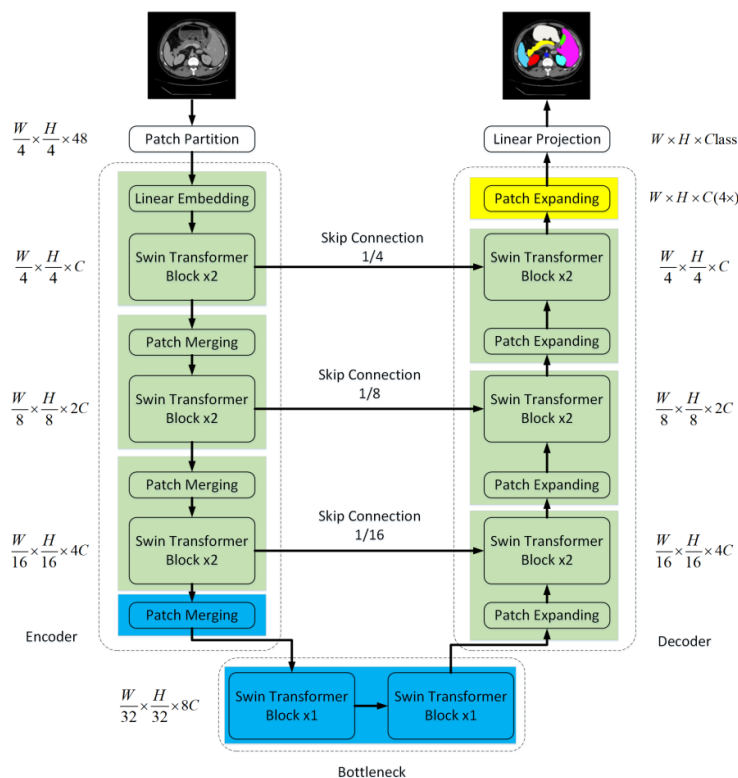 W/4 × H/4 × 48
Patch Partition
Linear Projection
W × H × Class
Linear Embedding
Patch Expanding
W × H × C(4×)
W/4 × H/4 × C
Swin Transformer
Block x2
Skip Connection
1/4
Swin Transformer
Block x2
W/4 × H/4 × C
Patch Merging
Patch Expanding
W/8 × H/8 × 2C
Swin Transformer
Block x2
Skip Connection
1/8
Swin Transformer
Block x2
W/8 × H/8 × 2C
Patch Merging
Patch Expanding
W/16 × H/16 × 4C
Swin Transformer
Block x2
Skip Connection
1/16
Swin Transformer
Block x2
W/16 × H/16 × 4C
Patch Merging
Patch Expanding
Encoder
Decoder
W/32 × H/32 × 8C
Swin Transformer
Block x1
Swin Transformer
Block x1
Bottleneck